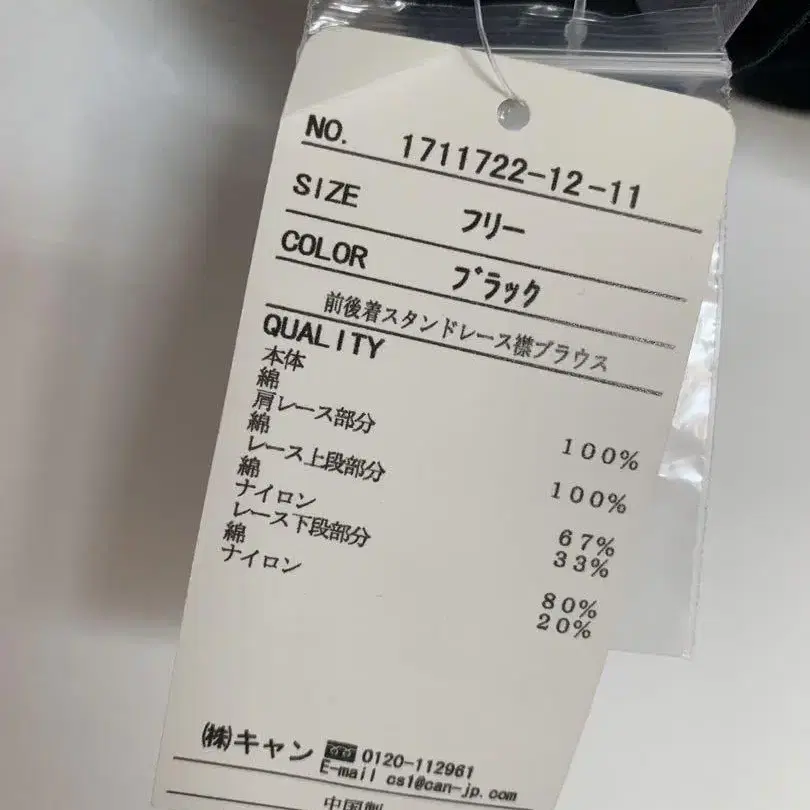 NO. 1711722-12-11
SIZE フリー
COLOR ブラック
前後着スタンドレース襟ブラウス
QUALITY
本体
綿 100%
肩レース部分
綿 100%
レース上段部分
綿 67%
ナイロン 33%
レース下段部分
綿 80%
ナイロン 20%
(株)キャン 0120-112961
E-mail cs1@can-jp.com
中国製